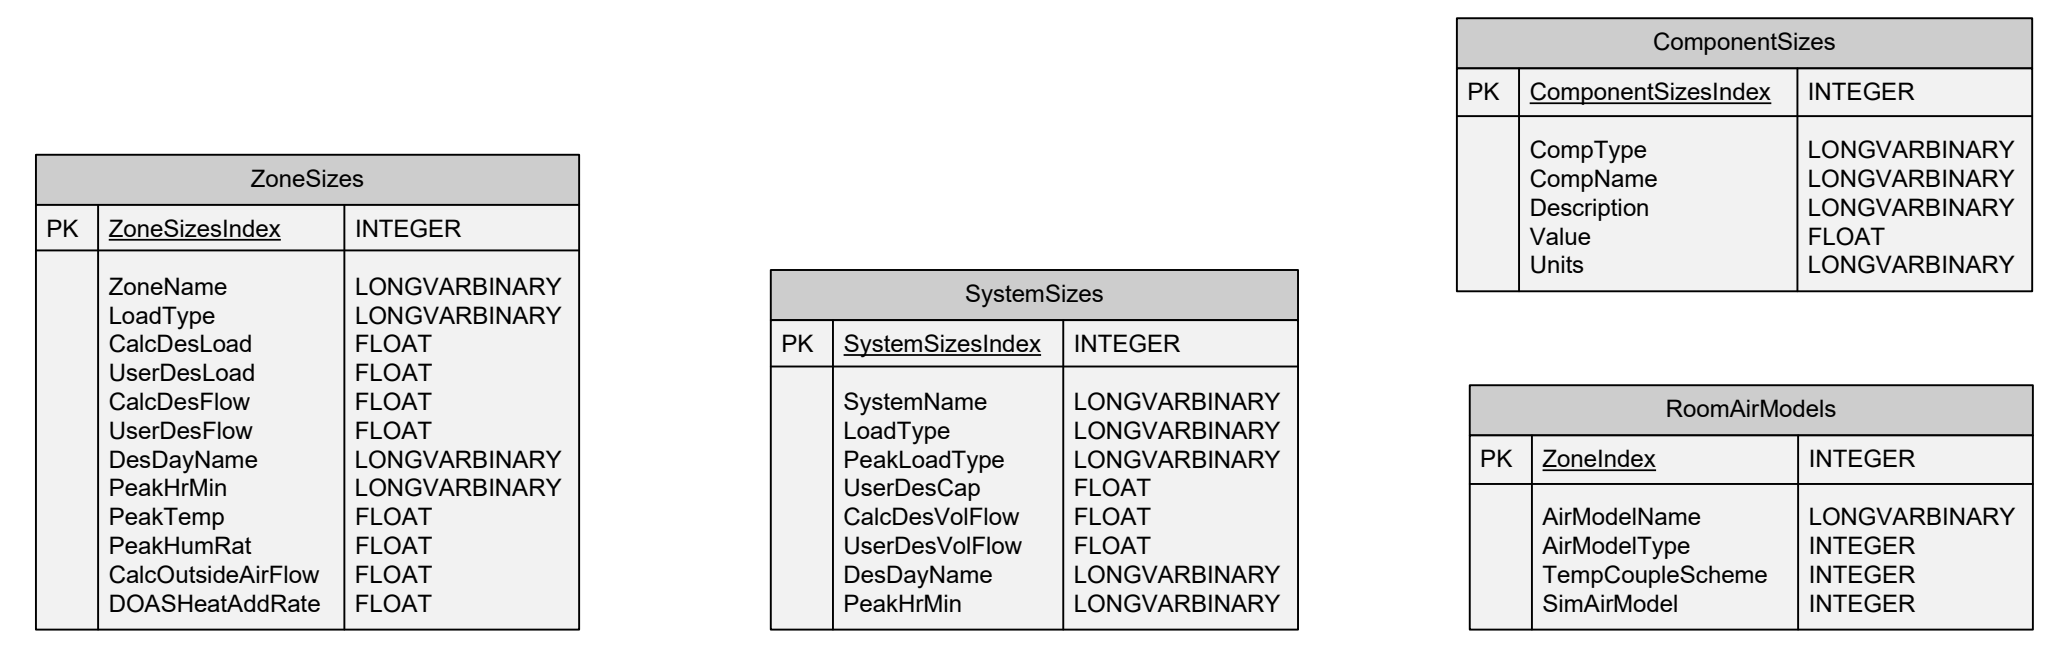 ZoneSizes
PK ZoneSizesIndex INTEGER
ZoneName LONGVARBINARY
LoadType LONGVARBINARY
CalcDesLoad FLOAT
UserDesLoad FLOAT
CalcDesFlow FLOAT
UserDesFlow FLOAT
DesDayName LONGVARBINARY
PeakHrMin LONGVARBINARY
PeakTemp FLOAT
PeakHumRat FLOAT
CalcOutsideAirFlow FLOAT
DOASHeatAddRate FLOAT
SystemSizes
PK SystemSizesIndex INTEGER
SystemName LONGVARBINARY
LoadType LONGVARBINARY
PeakLoadType LONGVARBINARY
UserDesCap FLOAT
CalcDesVolFlow FLOAT
UserDesVolFlow FLOAT
DesDayName LONGVARBINARY
PeakHrMin LONGVARBINARY
ComponentSizes
PK ComponentSizesIndex INTEGER
CompType LONGVARBINARY
CompName LONGVARBINARY
Description LONGVARBINARY
Value FLOAT
Units LONGVARBINARY
RoomAirModels
PK ZoneIndex INTEGER
AirModelName LONGVARBINARY
AirModelType INTEGER
TempCoupleScheme INTEGER
SimAirModel INTEGER